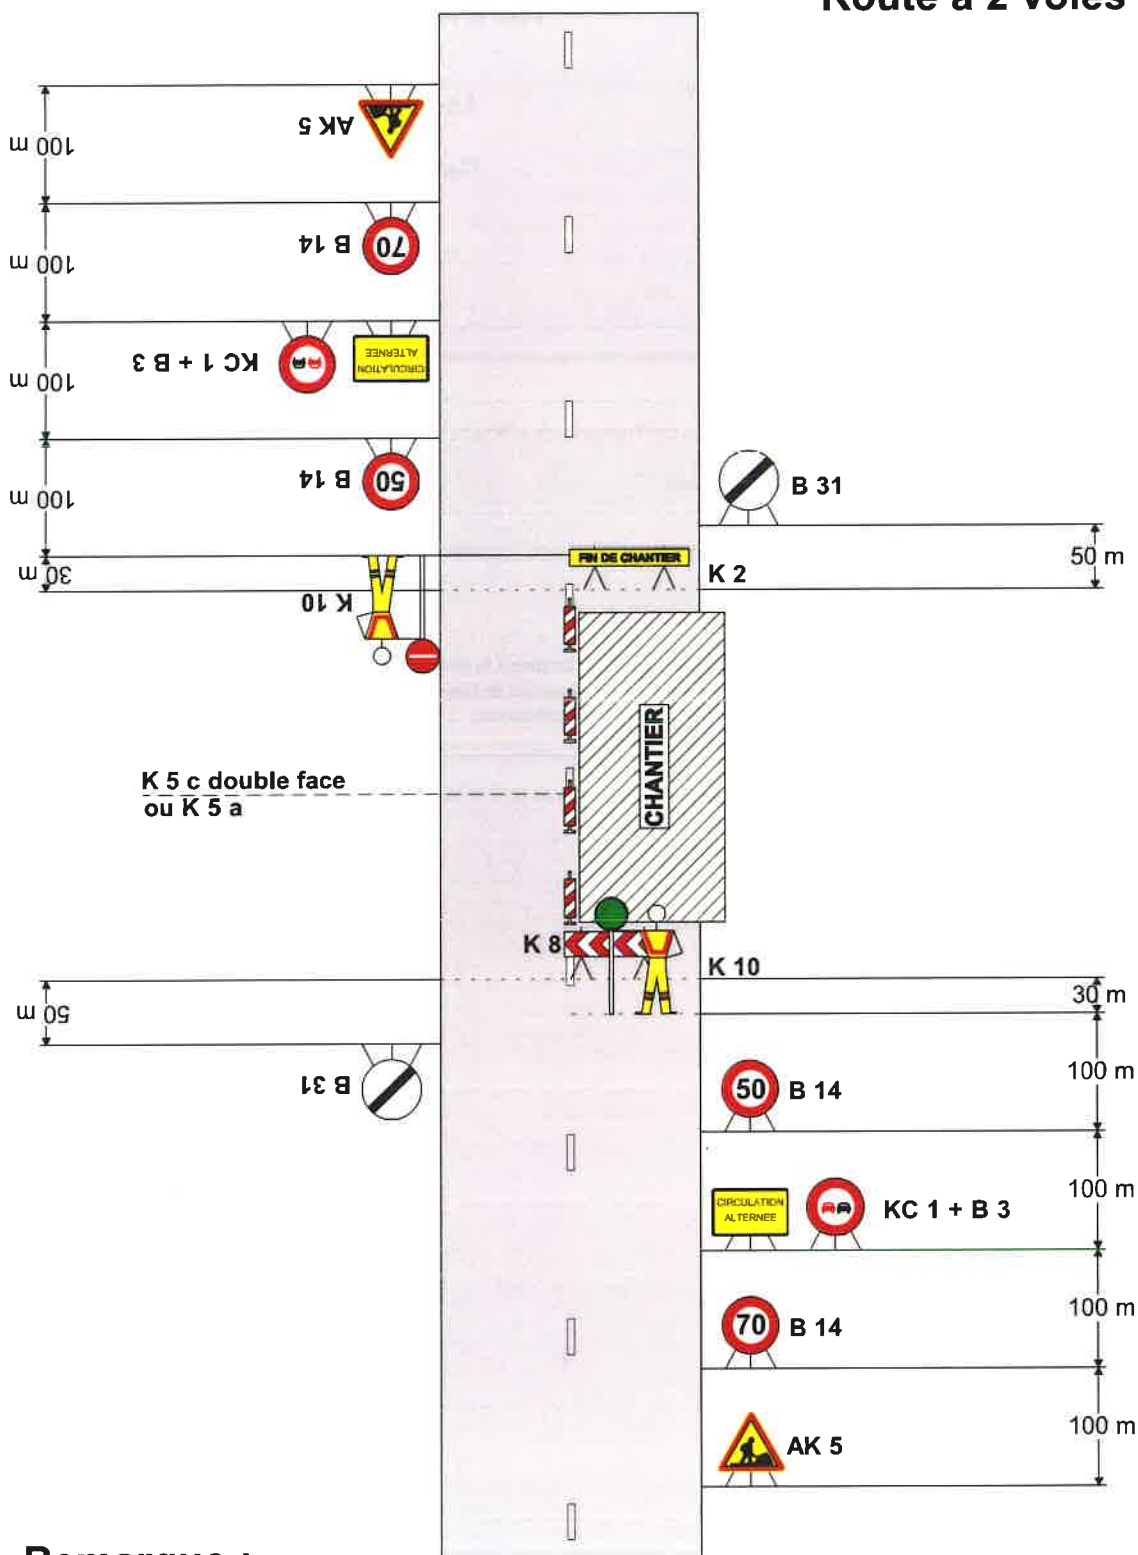 Route à 2 voies
100 m
AK 5
100 m
B 14
70
100 m
KC 1 + B 3
CIRCULATION
ALTERNEE
100 m
B 14
50
B 31
50 m
30 m
K 10
FIN DE CHANTIER
K 2
CHANTIER
K 5 c double face
ou K 5 a
K 8
K 10
30 m
50 m
B 31
50
B 14
100 m
CIRCULATION
ALTERNEE
KC 1 + B 3
100 m
70
B 14
100 m
AK 5
100 m
Remarque :